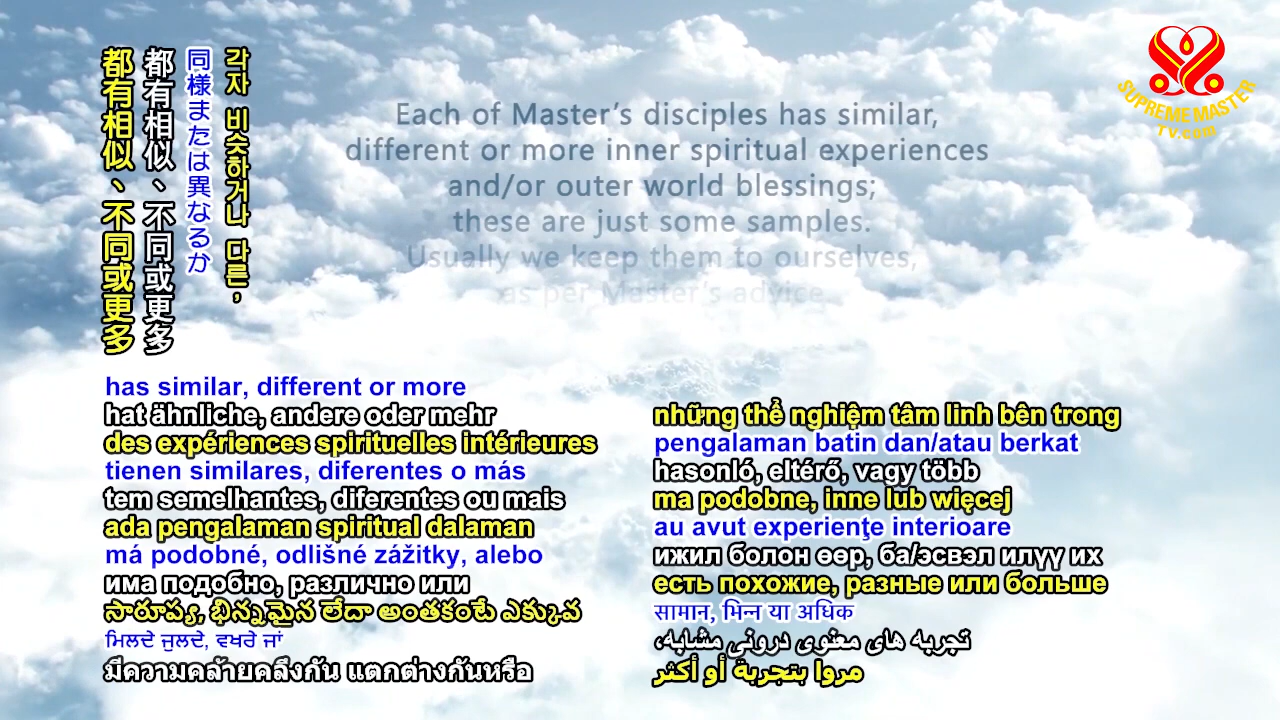 都有相似、不同或更多
都有相似、不同或更多
同様または異なるか
각자 비슷하거나 다른,
Each of Master's disciples has similar,
different or more inner spiritual experiences
and/or outer world blessings;
these are just some samples.
Usually we keep them to ourselves,
as per Master's advic
SUPREME MASTER
TV.com
has similar, different or more
hat ähnliche, andere oder mehr
des expériences spirituelles intérieures
tienen similares, diferentes o más
tem semelhantes, diferentes ou mais
ada pengalaman spiritual dalaman
má podobné, odlišné zážitky, alebo
има подобно, различно или
సారూప్య, భిన్నమైన లేదా అంతకంటే ఎక్కువ
ਮਿਲਦੇ ਜੁਲਦੇ, ਵਖਰੇ ਜਾਂ
มีความคล้ายคลึงกัน แตกต่างกันหรือ
những thể nghiệm tâm linh bên trong
pengalaman batin dan/atau berkat
hasonló, eltérő, vagy több
ma podobne, inne lub więcej
au avut experienţe interioare
ижил болон өөр, ба/эсвэл илүү их
есть похожие, разные или больше
सामान, भिन्न या अधिक
تجربه های معنوی درونی مشابه،
مروا بتجربة أو أكثر